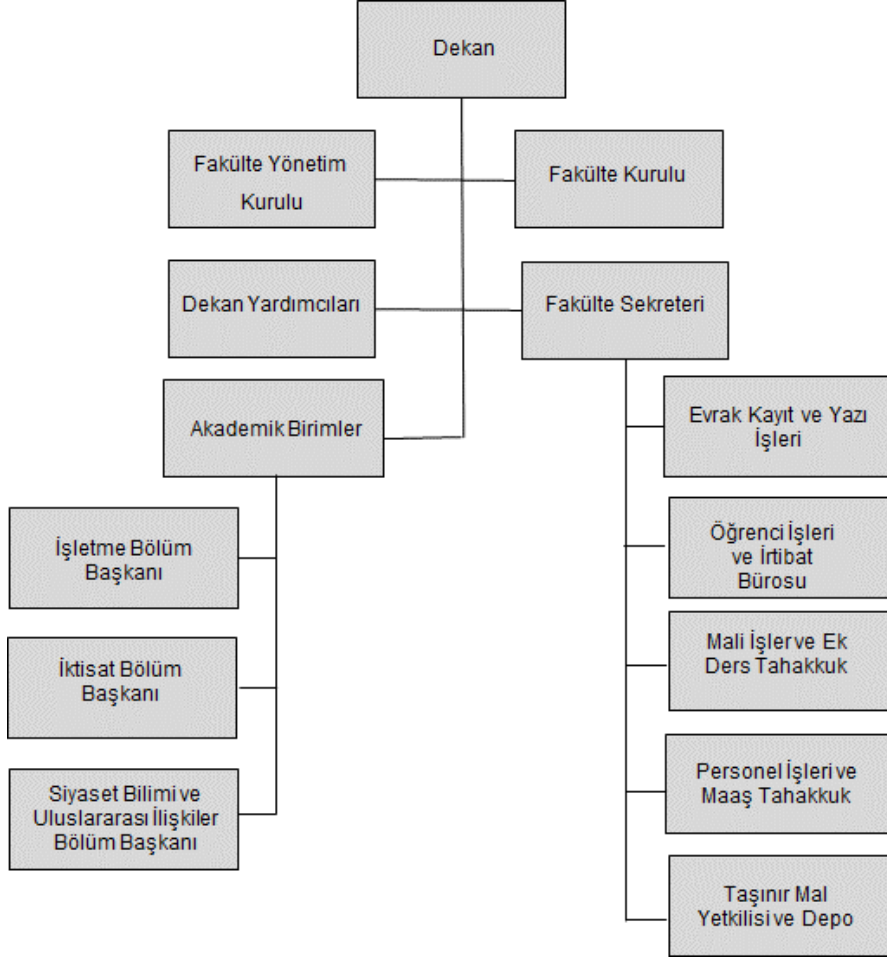 Dekan
Fakülte Yönetim
Kurulu
Fakülte Kurulu
Dekan Yardımcıları
Fakülte Sekreteri
Akademik Birimler
İşletme Bölüm
Başkanı
İktisat Bölüm
Başkanı
Siyaset Bilimi ve
Uluslararası İlişkiler
Bölüm Başkanı
Evrak Kayıt ve Yazı
İşleri
Öğrenci İşleri
ve İrtibat
Bürosu
Mali İşler ve Ek
Ders Tahakkuk
Personel İşleri ve
Maaş Tahakkuk
Taşınır Mal
Yetkilisi ve Depo